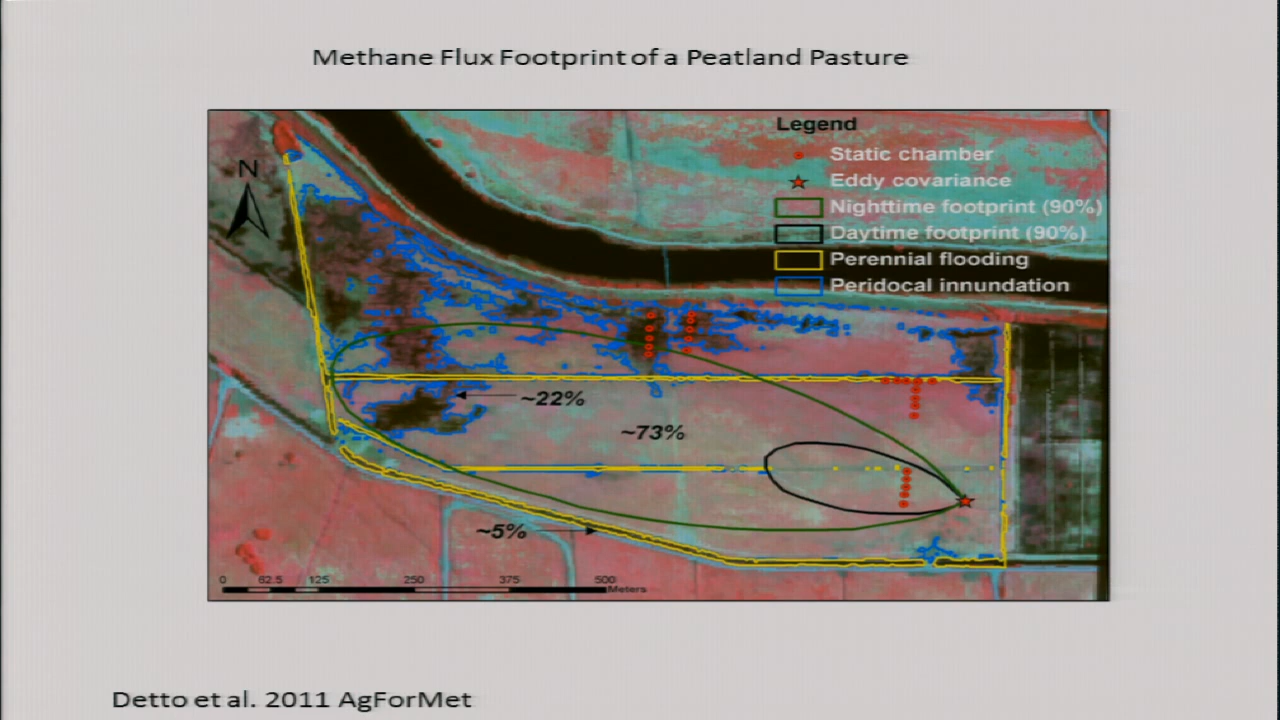 Methane Flux Footprint of a Peatland Pasture
Legend
Static chamber
Eddy covariance
Nighttime footprint (90%)
Daytime footprint (90%)
Perennial flooding
Peridocal innundation
N
~22%
~73%
~5%
0 62.5 125 250 375 500
Meters
Detto et al. 2011 AgForMet